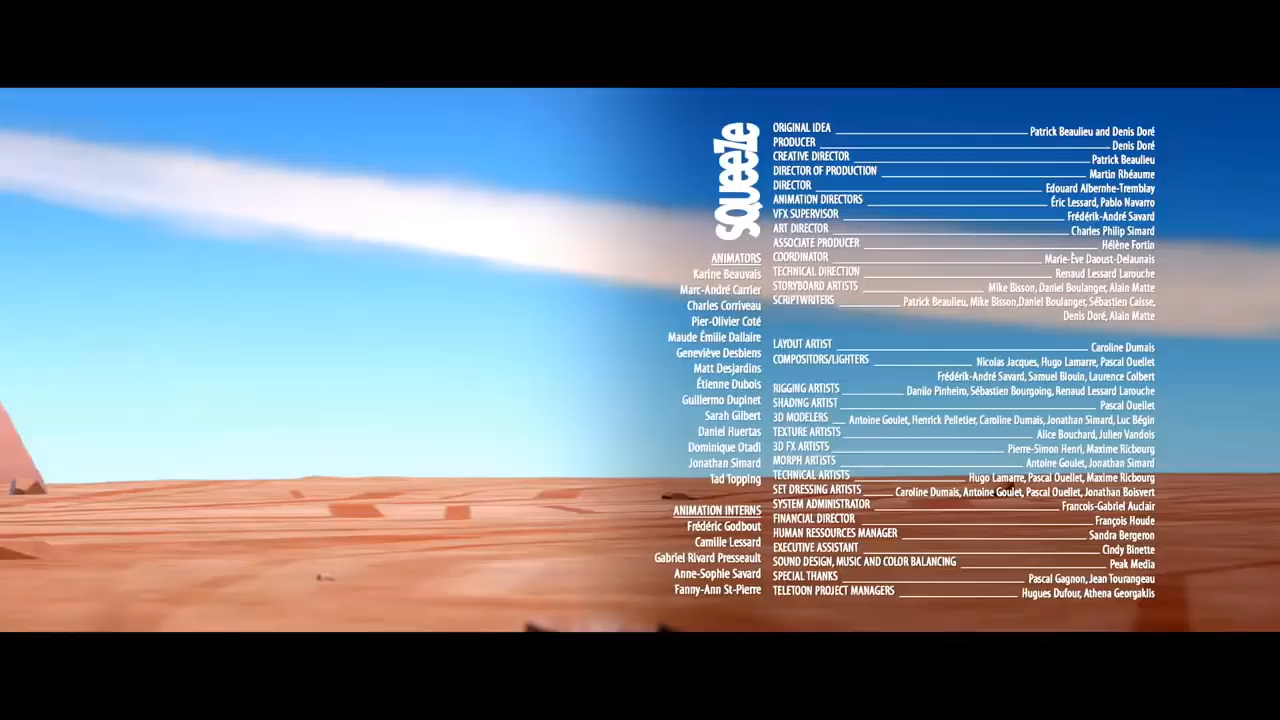 squeeze
ANIMATORS
Karine Beauvais
Marc-André Carrier
Charles Corriveau
Pier-Olivier Coté
Maude Émilie Dallaire
Geneviève Desbiens
Matt Desjardins
Étienne Dubois
Guillermo Dupinet
Sarah Gilbert
Daniel Huertas
Dominique Otadi
Jonathan Simard
Tad Topping
ANIMATION INTERNS
Frédéric Godbout
Camille Lessard
Gabriel Rivard Presseault
Anne-Sophie Savard
Fanny-Ann St-Pierre
ORIGINAL IDEA Patrick Beaulieu and Denis Doré
PRODUCER Denis Doré
CREATIVE DIRECTOR Patrick Beaulieu
DIRECTOR OF PRODUCTION Martin Rhéaume
DIRECTOR Edouard Albernhe-Tremblay
ANIMATION DIRECTORS Éric Lessard, Pablo Navarro
VFX SUPERVISOR Frédérik-André Savard
ART DIRECTOR Charles Philip Simard
ASSOCIATE PRODUCER Hélène Fortin
COORDINATOR Marie-Ève Daoust-Delaunais
TECHNICAL DIRECTION Renaud Lessard Larouche
STORYBOARD ARTISTS Mike Bisson, Daniel Boulanger, Alain Matte
SCRIPTWRITERS Patrick Beaulieu, Mike Bisson,Daniel Boulanger, Sébastien Caisse,
Denis Doré, Alain Matte
LAYOUT ARTIST Caroline Dumais
COMPOSITORS/LIGHTERS Nicolas Jacques, Hugo Lamarre, Pascal Ouellet
Frédérik-André Savard, Samuel Blouin, Laurence Colbert
RIGGING ARTISTS Danilo Pinheiro, Sébastien Bourgoing, Renaud Lessard Larouche
SHADING ARTIST Pascal Ouellet
3D MODELERS Antoine Goulet, Henrick Pelletier, Caroline Dumais, Jonathan Simard, Luc Bégin
TEXTURE ARTISTS Alice Bouchard, Julien Vandois
3D FX ARTISTS Pierre-Simon Henri, Maxime Ricbourg
MORPH ARTISTS Antoine Goulet, Jonathan Simard
TECHNICAL ARTISTS Hugo Lamarre, Pascal Ouellet, Maxime Ricbourg
SET DRESSING ARTISTS Caroline Dumais, Antoine Goulet, Pascal Ouellet, Jonathan Boisvert
SYSTEM ADMINISTRATOR Francois-Gabriel Auclair
FINANCIAL DIRECTOR François Houde
HUMAN RESSOURCES MANAGER Sandra Bergeron
EXECUTIVE ASSISTANT Cindy Binette
SOUND DESIGN, MUSIC AND COLOR BALANCING Peak Media
SPECIAL THANKS Pascal Gagnon, Jean Tourangeau
TELETOON PROJECT MANAGERS Hugues Dufour, Athena Georgaklis